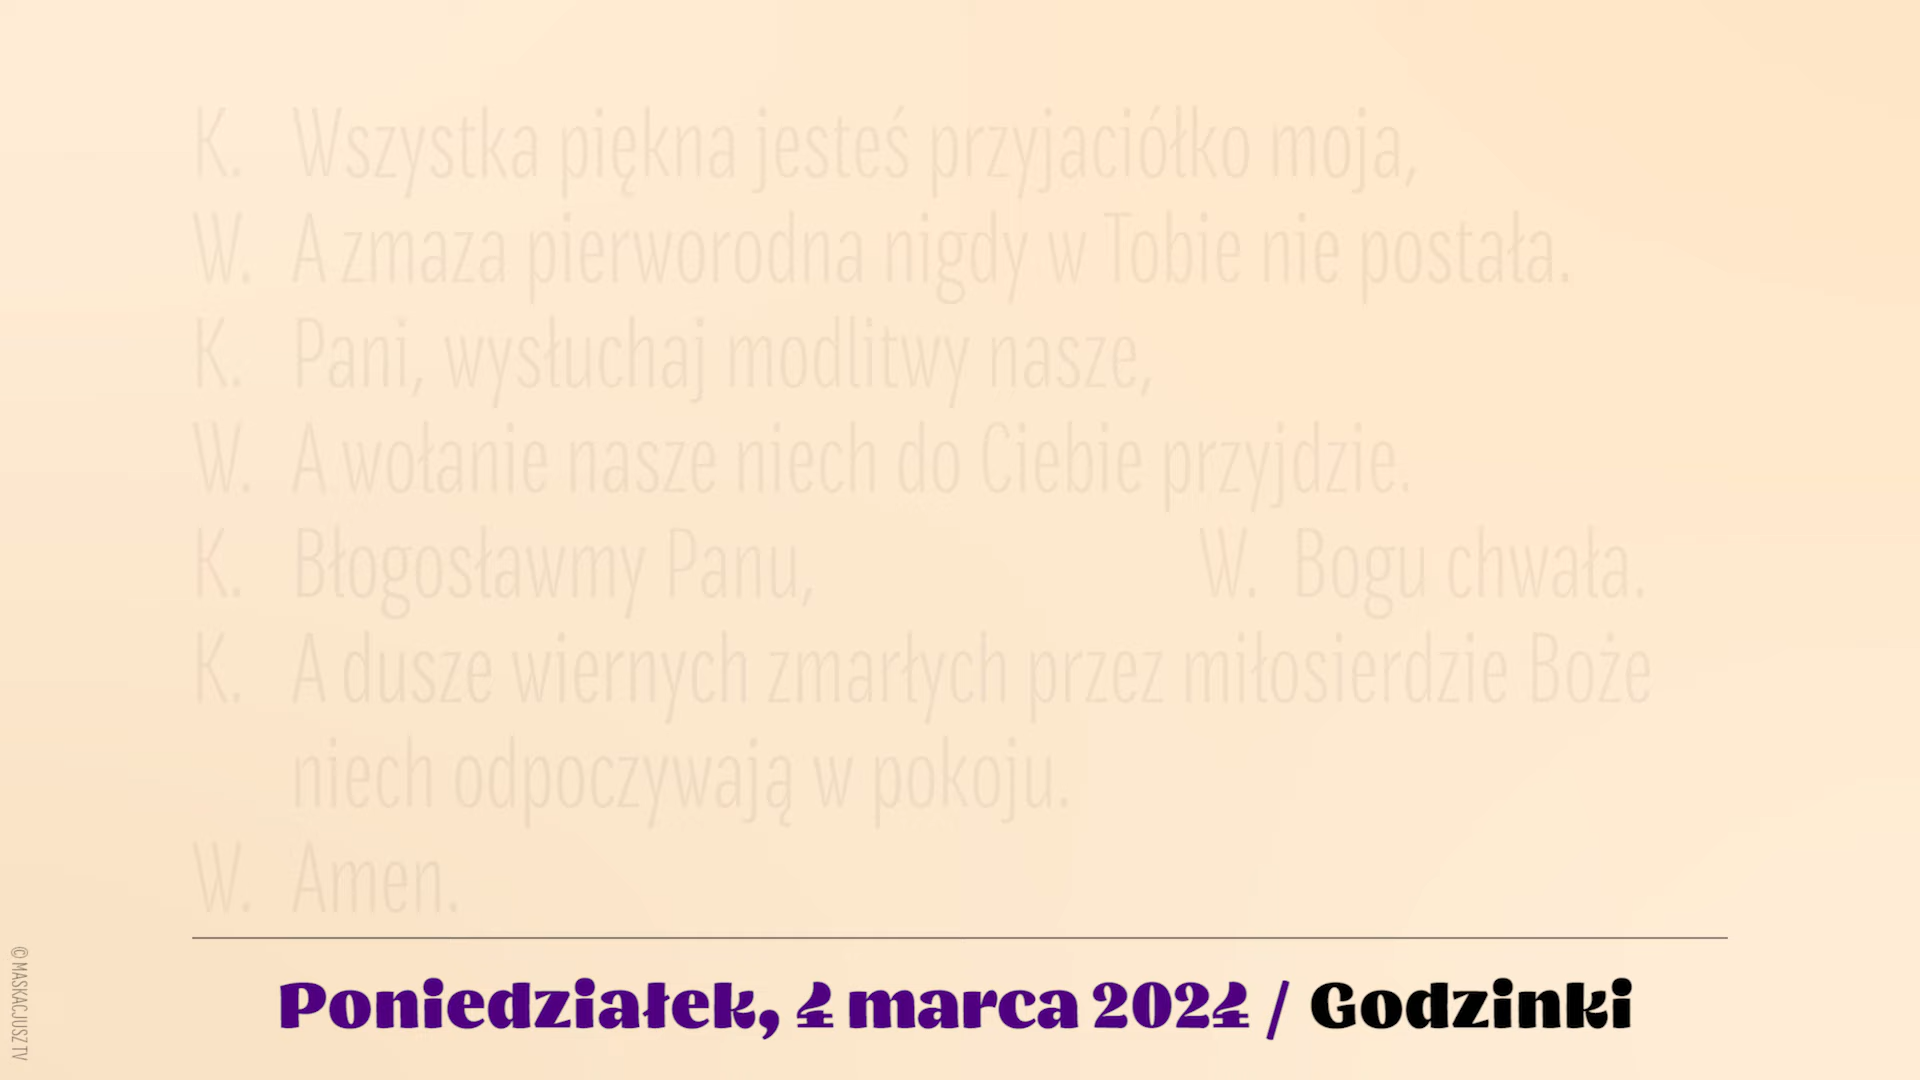 K. Wszystka piękna jesteś przyjaciółko moja,
W. A zmaza pierworodna nigdy w Tobie nie postała.
K. Pani, wysłuchaj modlitwy nasze,
W. A wołanie nasze niech do Ciebie przyjdzie.
K. Błogosławmy Panu, W. Bogu chwała.
K. A dusze wiernych zmarłych przez miłosierdzie Boże
niech odpoczywają w pokoju.
W. Amen.
Poniedziałek, 4 marca 2024 / Godzinki
© MASKACJUSZ TV